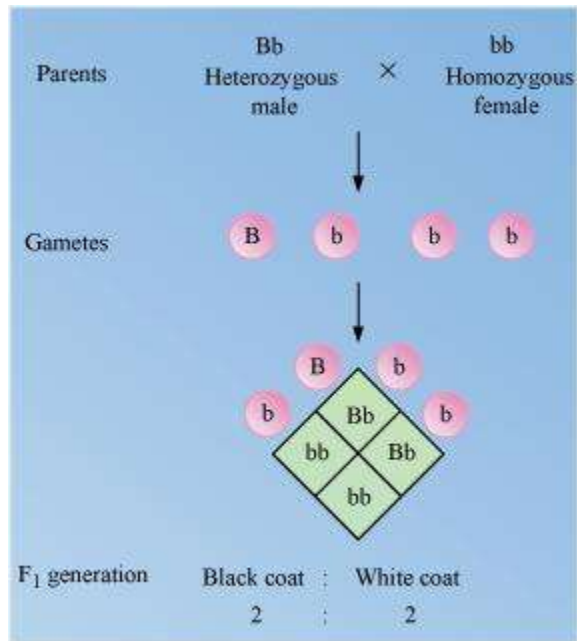 Bb bb
Parents Heterozygous × Homozygous
male female
Gametes B b b b
B b
b Bb b
bb Bb
bb
F₁ generation Black coat : White coat
2 : 2